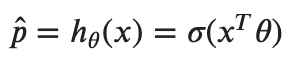 p̂ = h_θ(x) = σ(x^T θ)